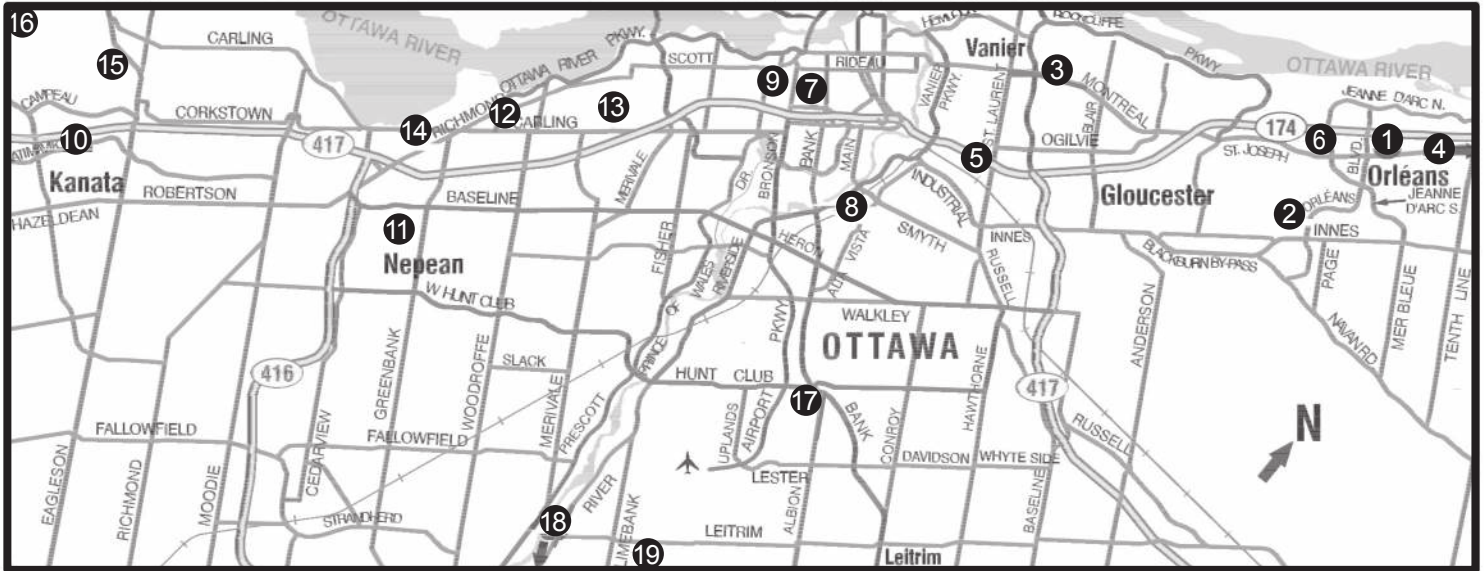 16
OTTAWA RIVER
OTTAWA RIVER PKWY.
HEMLOCK
ROCKCLIFFE
PKWY.
CARLING
SCOTT
RIDEAU
Vanier
VANIER PKWY.
ST. LAURENT
3
MONTREAL
OTTAWA RIVER
15
9
7
JEANNE D'ARC N.
CAMPEAU
CORKSTOWN
RICHMOND
12
13
CARLING
14
417
10
BLAIR
OGILVIE
174
6
1
4
5
ST. JOSEPH
BLVD.
Orléans
Kanata
ROBERTSON
HAZELDEAN
BASELINE
MERIVALE
DR.
BRONSON
BANK
MAIN
INDUSTRIAL
Gloucester
JEANNE D'ARC S.
2
ORLÉANS
8
11
Nepean
FISHER
HERON
ALTA VISTA
SMYTH
INNES
INNES
RUSSELL
BLACKBURN BY-PASS
PAGE
W HUNT CLUB
PRINCE OF WALES
RIVERSIDE
WALKLEY
OTTAWA
ANDERSON
NAVAN RD.
MER BLEUE
TENTH LINE
416
GREENBANK
WOODROFFE
SLACK
HUNT CLUB
PKWY
AIRPORT
UPLANDS
17
BANK
CONROY
HAWTHORNE
417
RUSSELL
N
FALLOWFIELD
CEDARVIEW
FALLOWFIELD
MERIVALE
PRESCOTT
EAGLESON
RICHMOND
MOODIE
LESTER
DAVIDSON
WHYTE SIDE
RIVER
STRANDHERD
18
LIMEBANK
19
LEITRIM
ALBION
BASELINE
Leitrim